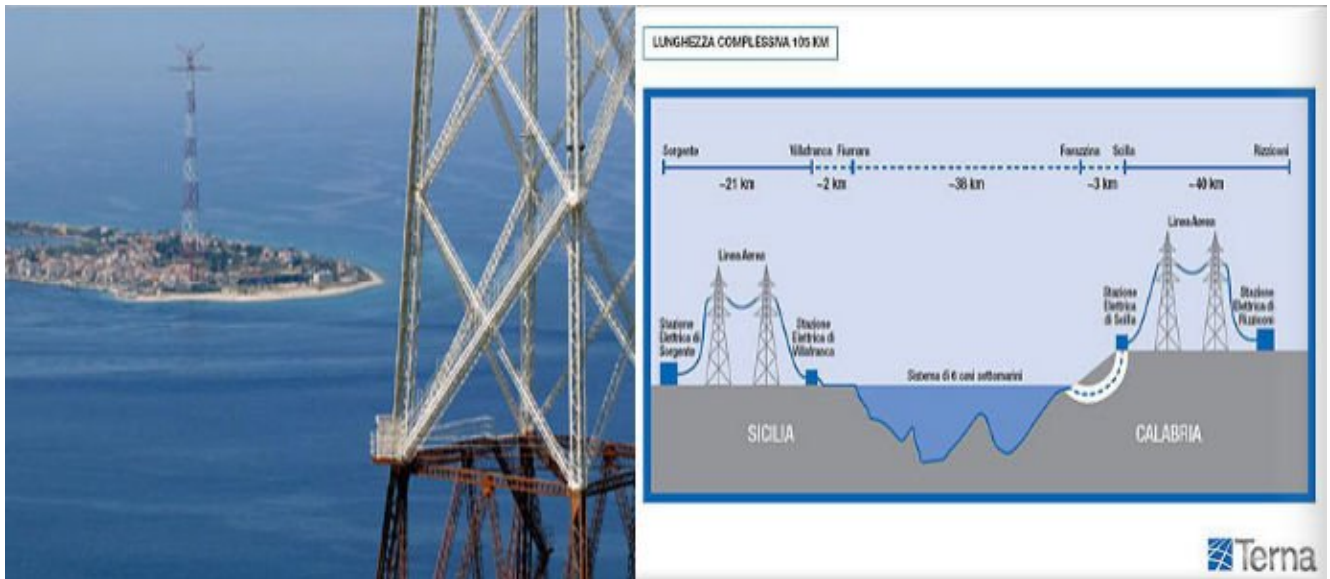 LUNGHEZZA COMPLESSIVA 105 KM
Sorgente Villafranca Fiumara Favazzina Scilla Rizziconi
~21 km ~2 km ~38 km ~3 km ~40 km
Linea Aerea
Linea Aerea
Stazione
Elettrica di
Sorgente
Stazione
Elettrica di
Villafranca
Stazione
Elettrica
di Scilla
Stazione
Elettrica di
Rizziconi
Sistema di 6 cavi sottomarini
SICILIA
CALABRIA
Terna